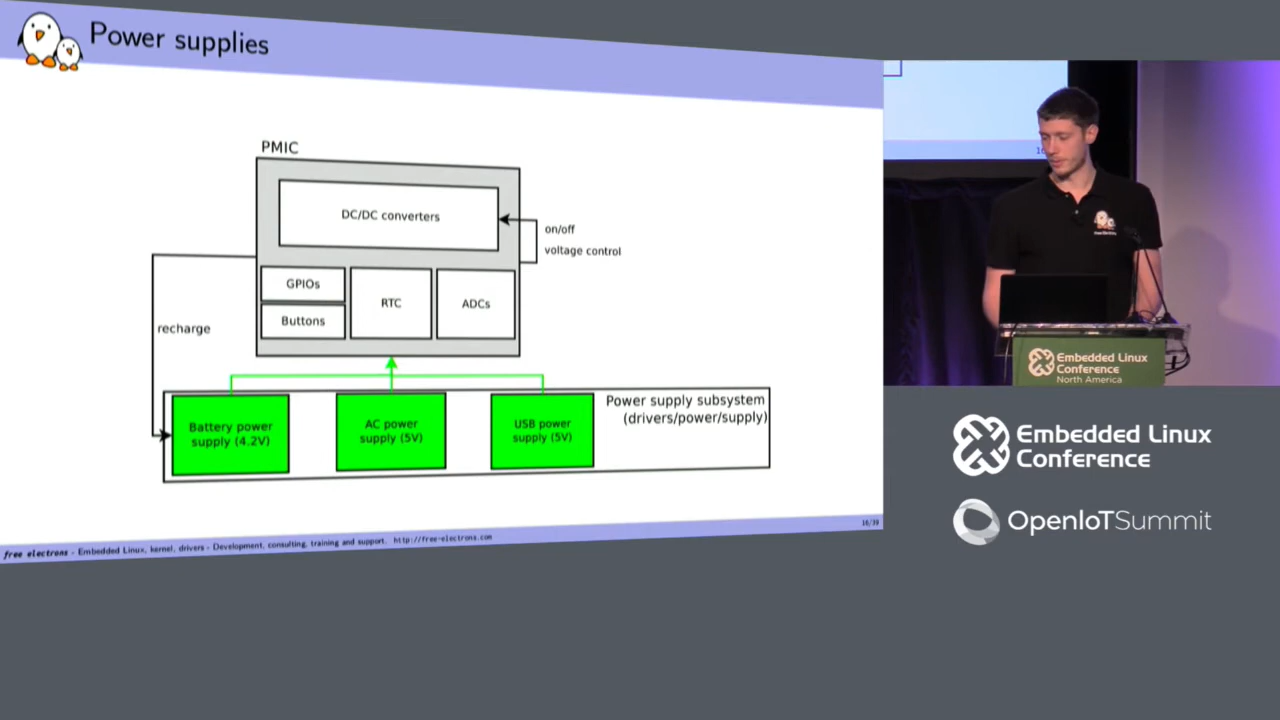 Power supplies
PMIC
DC/DC converters
on/off
voltage control
GPIOs
Buttons
RTC
ADCs
recharge
Power supply subsystem
(drivers/power/supply)
Battery power
supply (4.2V)
AC power
supply (5V)
USB power
supply (5V)
16/39
free electrons - Embedded Linux, kernel, drivers - Development, consulting, training and support. http://free-electrons.com
Embedded Linux
Conference
North America
Embedded Linux
Conference
OpenIoTSummit